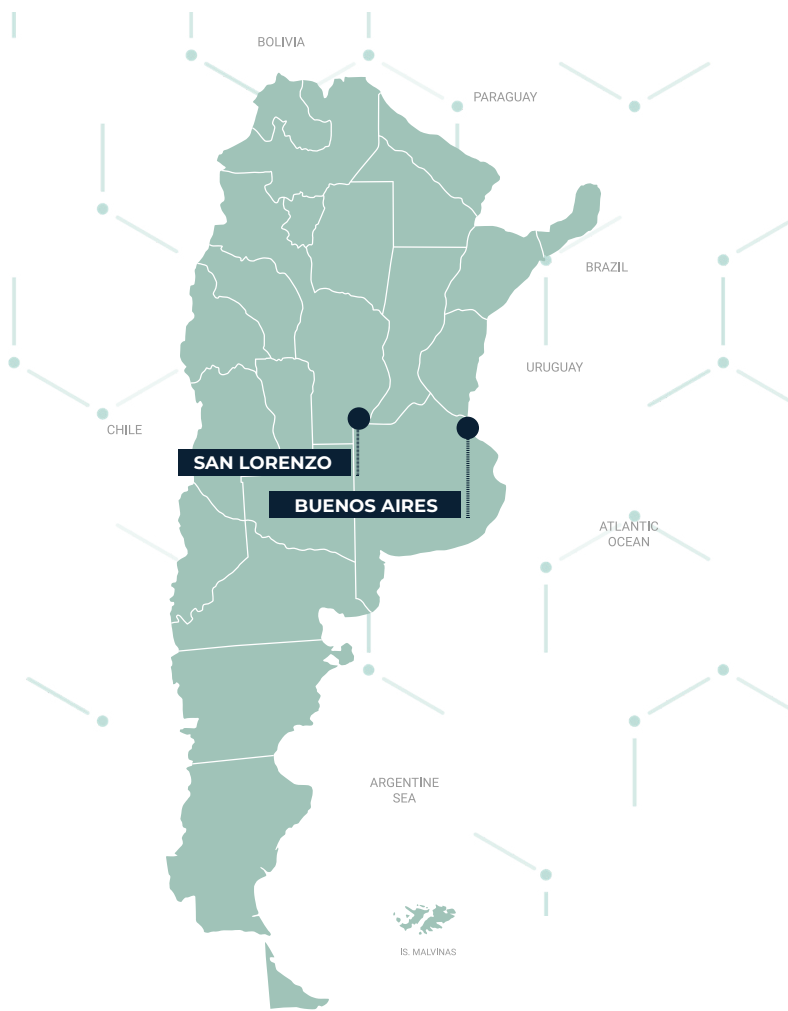 BOLIVIA
PARAGUAY
BRAZIL
URUGUAY
CHILE
SAN LORENZO
BUENOS AIRES
ATLANTIC
OCEAN
ARGENTINE
SEA
IS. MALVINAS